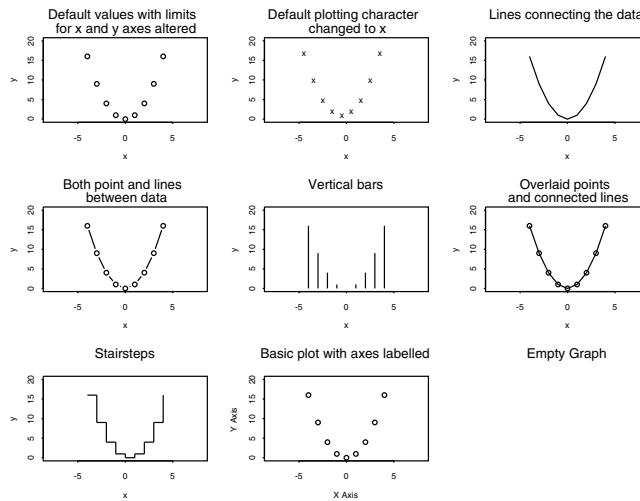 Default values with limits
for x and y axes altered
y
0 5 10 15 20
-5 0 5
x
Default plotting character
changed to x
y
0 5 10 15 20
-5 0 5
x
Lines connecting the data
y
0 5 10 15 20
-5 0 5
x
Both point and lines
between data
y
0 5 10 15 20
-5 0 5
x
Vertical bars
y
0 5 10 15 20
-5 0 5
x
Overlaid points
and connected lines
y
0 5 10 15 20
-5 0 5
x
Stairsteps
y
0 5 10 15 20
-5 0 5
x
Basic plot with axes labelled
Y Axis
0 5 10 15 20
-5 0 5
X Axis
Empty Graph